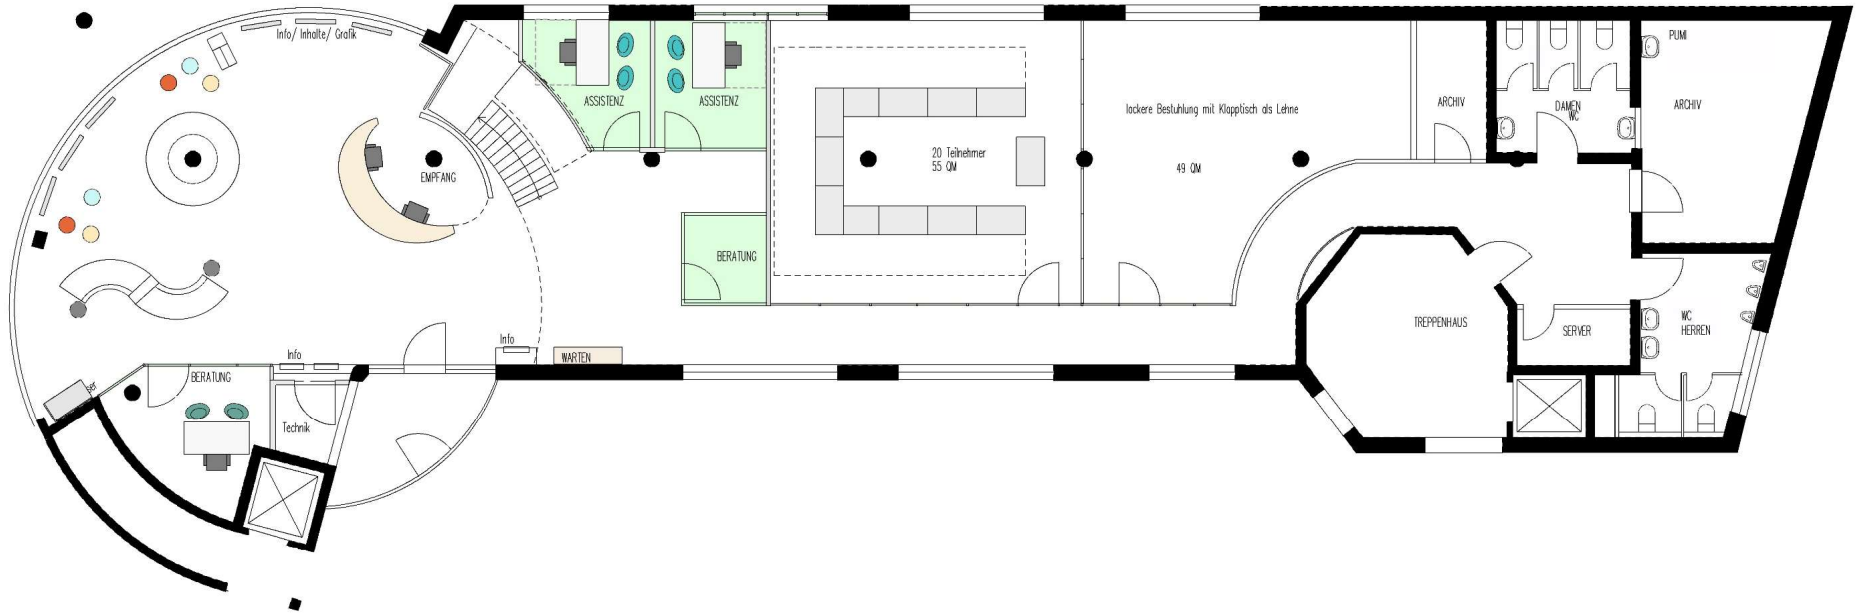 Info/ Inhalte/ Grafik
PUMI
ASSISTENZ
ASSISTENZ
ARCHIV
ARCHIV
DAMEN
WC
lockere Bestuhlung mit Klapptisch als Lehne
20 Teilnehmer
55 QM
49 QM
EMPFANG
BERATUNG
TREPPENHAUS
SERVER
WC
HERREN
Info
Info
WARTEN
BERATUNG
Technik